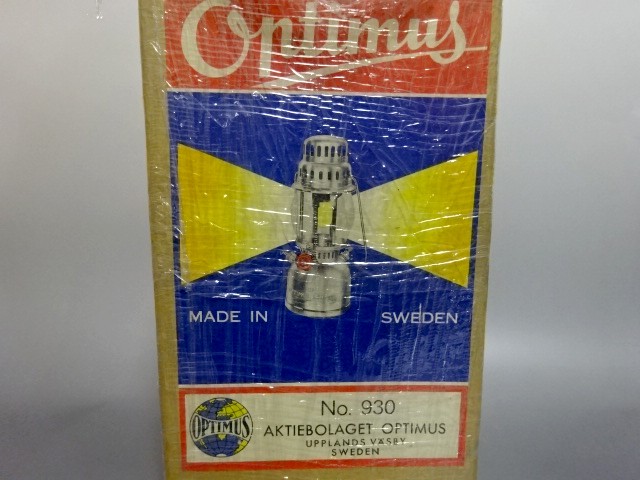 Optimus
MADE IN SWEDEN
OPTIMUS
No. 930
AKTIEBOLAGET OPTIMUS
UPPLANDS VÄSBY
SWEDEN